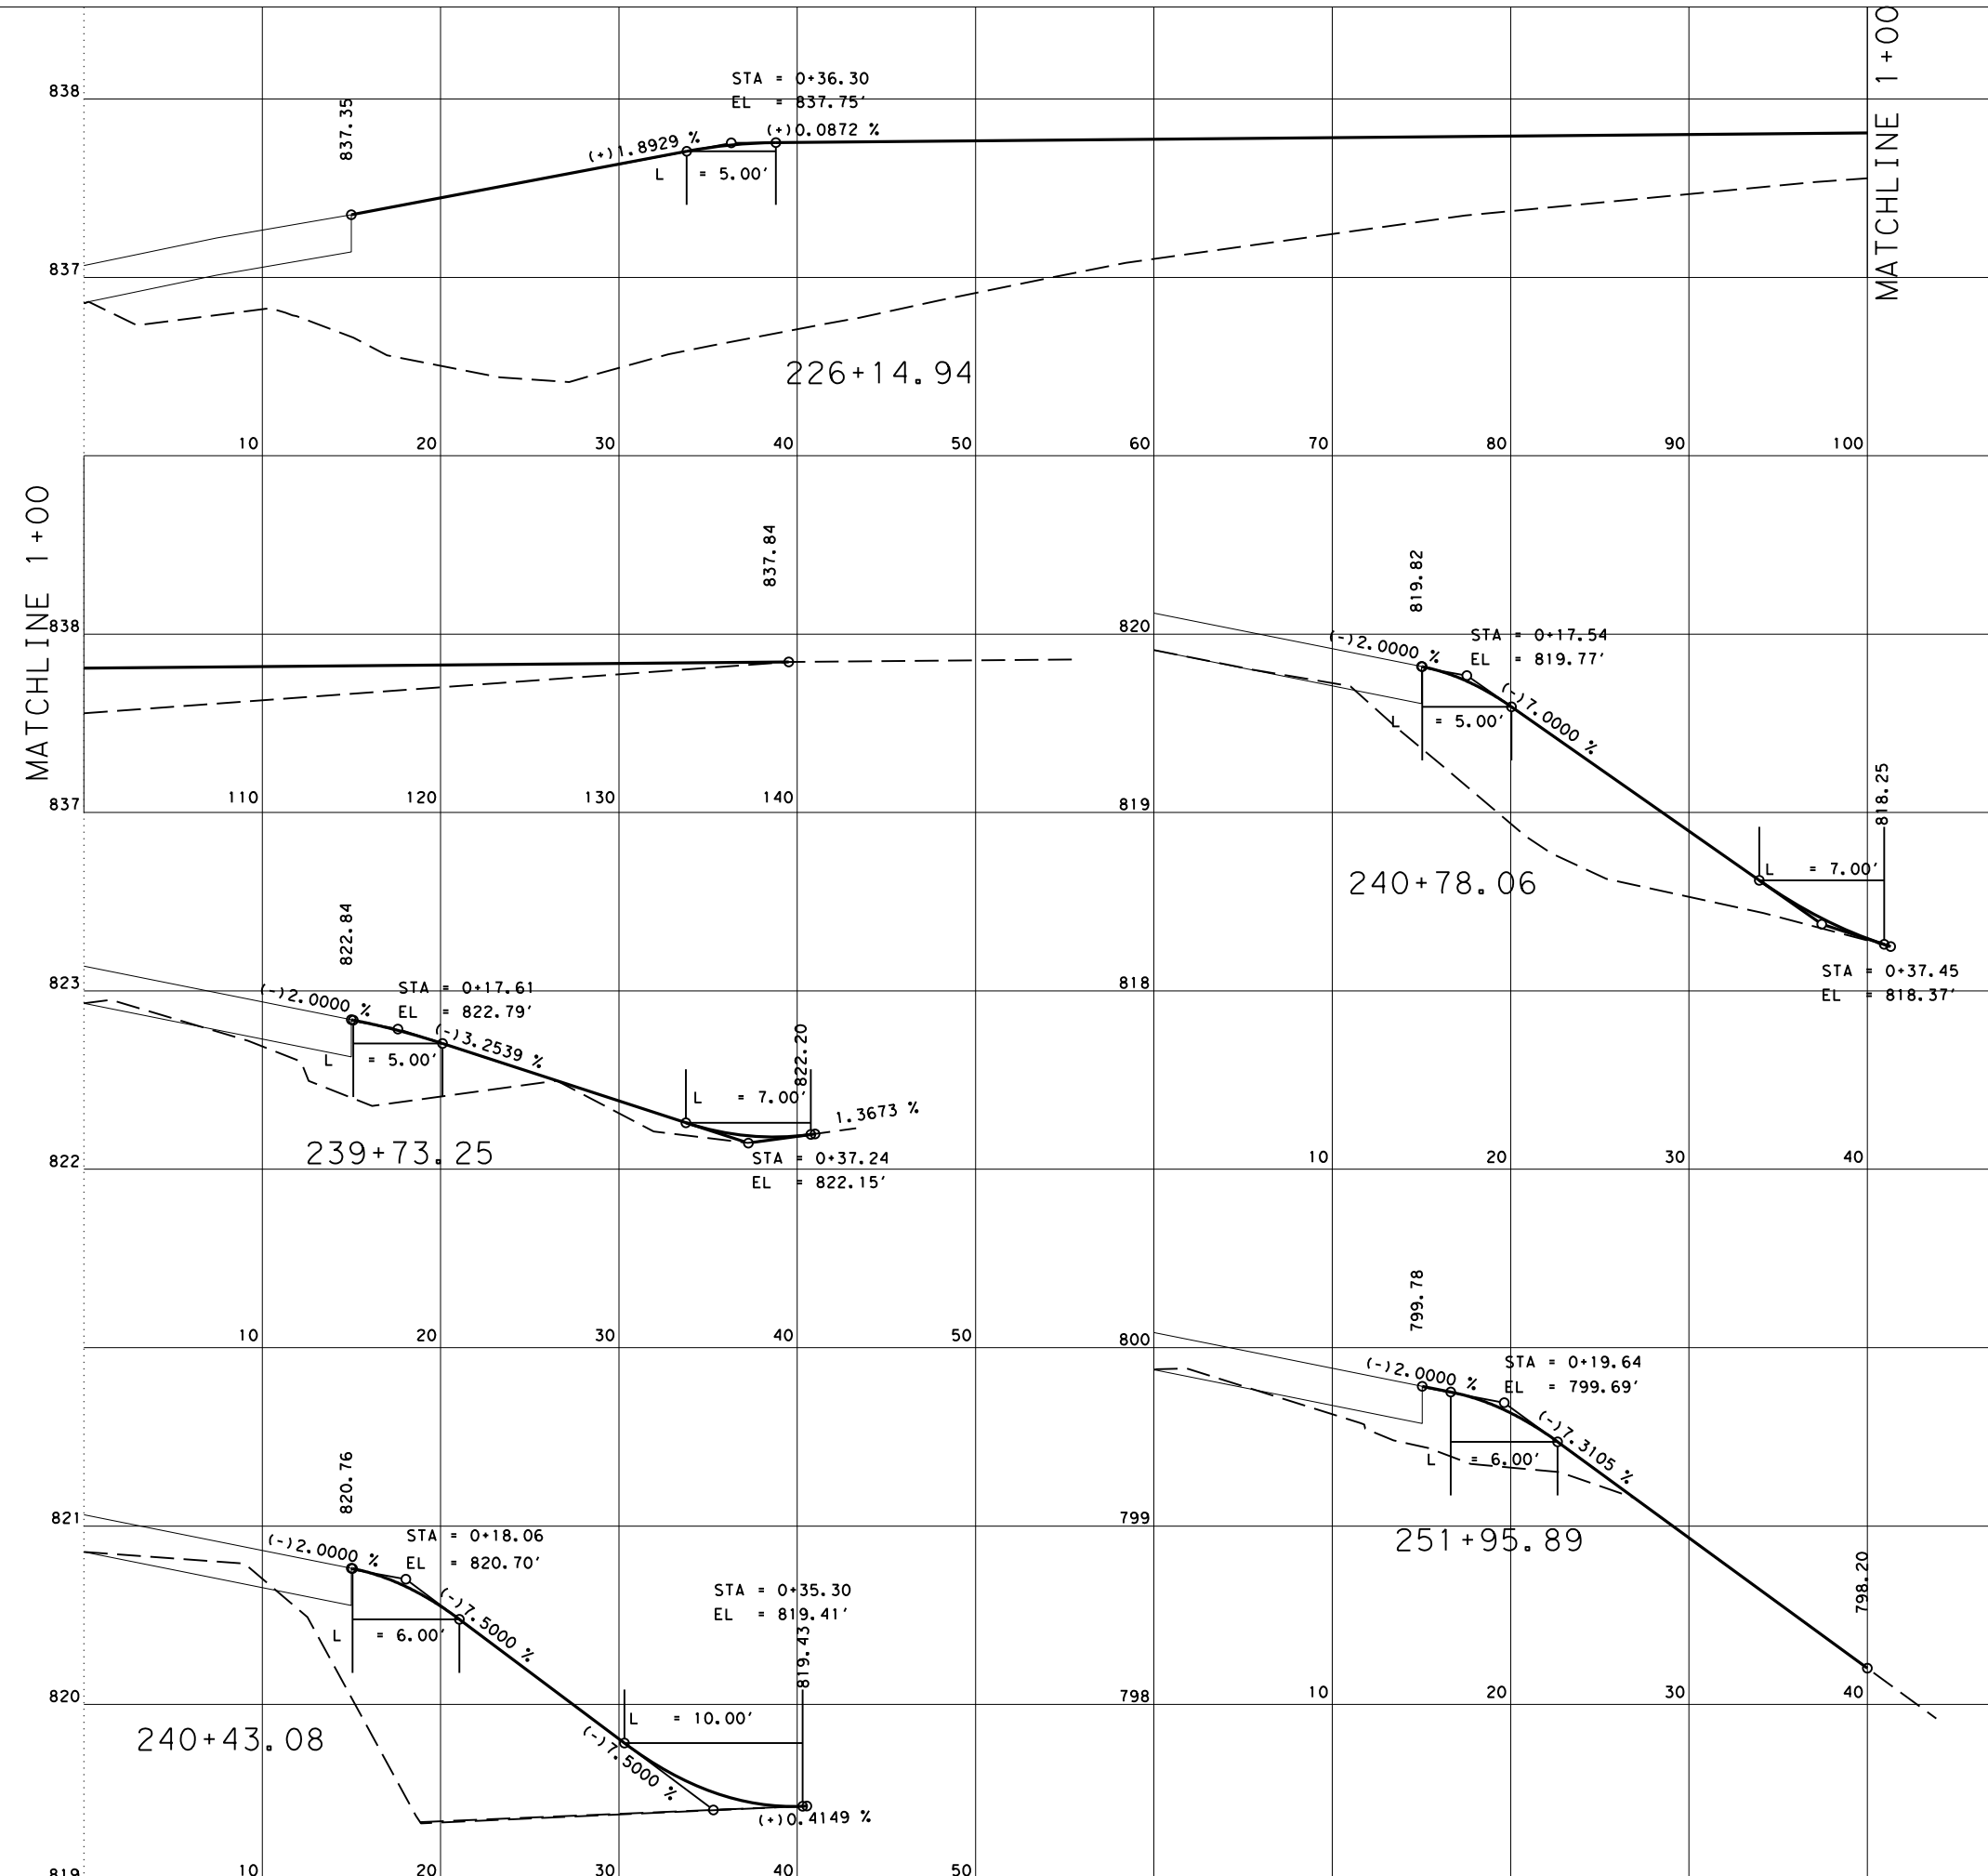 MATCHLINE 1+00
STA = 0+36.30
EL = 837.75'
838
837.35
(+)1.8929 %
(+)0.0872 %
L = 5.00'
837
226+14.94
10 20 30 40 50 60 70 80 90 100
MATCHLINE 1+00
837.84
838
837
110 120 130 140
819.82
820
(-)2.0000 %
STA = 0+17.54
EL = 819.77'
(-)7.0000 %
L = 5.00'
819
818.25
L = 7.00'
240+78.06
STA = 0+37.45
EL = 818.37'
818
10 20 30 40
822.84
823
(-)2.0000 %
STA = 0+17.61
EL = 822.79'
(-)3.2539 %
L = 5.00'
822.20
L = 7.00'
1.3673 %
239+73.25
STA = 0+37.24
EL = 822.15'
822
10 20 30 40 50
799.78
800
(-)2.0000 %
STA = 0+19.64
EL = 799.69'
(-)7.3105 %
L = 6.00'
799
251+95.89
798.20
798
10 20 30 40
820.76
821
(-)2.0000 %
STA = 0+18.06
EL = 820.70'
(-)7.5000 %
L = 6.00'
STA = 0+35.30
EL = 819.41'
819.43
820
L = 10.00'
240+43.08
(-)7.5000 %
(+)0.4149 %
819
10 20 30 40 50